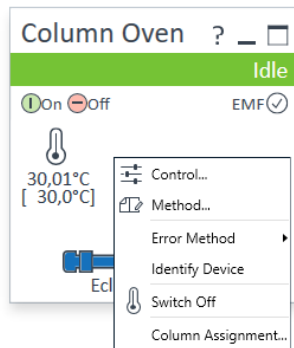 Column Oven ?
Idle
On Off EMF
30,01°C
[ 30,0°C]
Control...
Method...
Error Method
Identify Device
Ecl
Switch Off
Column Assignment...